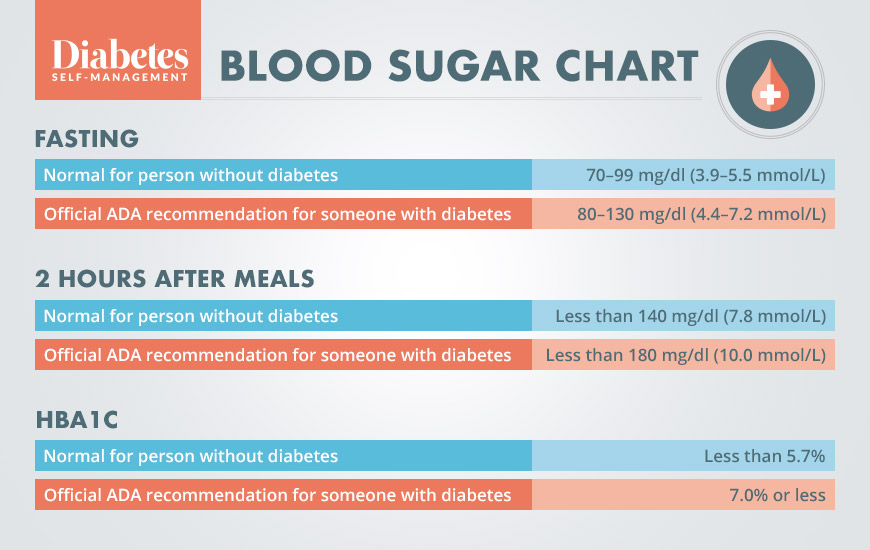 Diabetes
SELF-MANAGEMENT
BLOOD SUGAR CHART
FASTING
Normal for person without diabetes 70–99 mg/dl (3.9–5.5 mmol/L)
Official ADA recommendation for someone with diabetes 80–130 mg/dl (4.4–7.2 mmol/L)
2 HOURS AFTER MEALS
Normal for person without diabetes Less than 140 mg/dl (7.8 mmol/L)
Official ADA recommendation for someone with diabetes Less than 180 mg/dl (10.0 mmol/L)
HBA1C
Normal for person without diabetes Less than 5.7%
Official ADA recommendation for someone with diabetes 7.0% or less